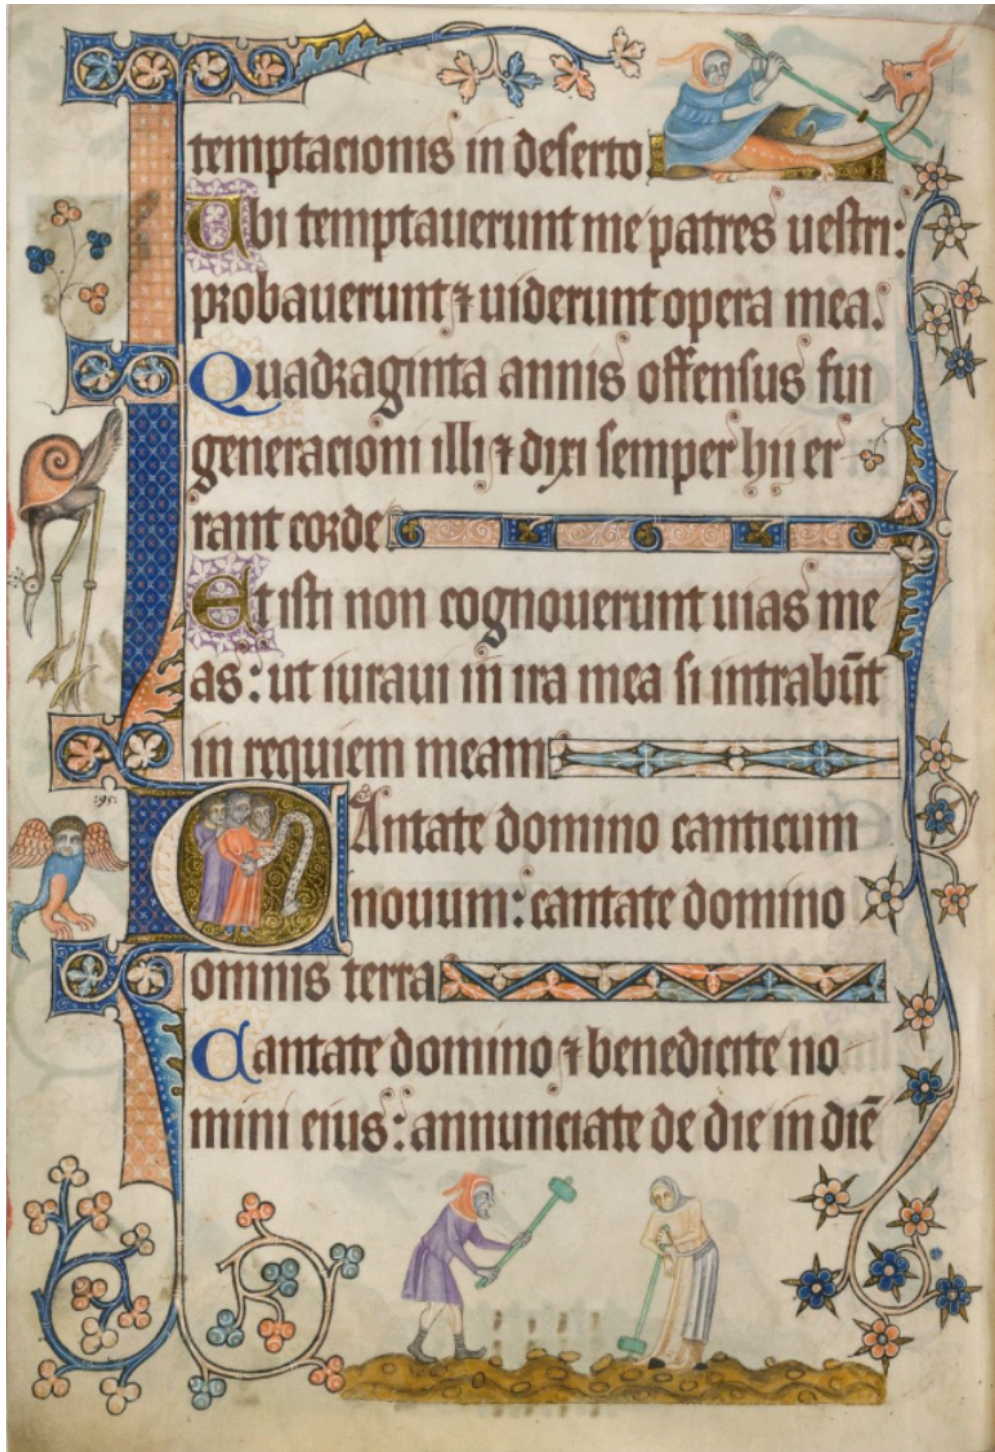 temptacionis in deserto
Ubi temptauerunt me patres uestri:
probauerunt ⁊ uiderunt opera mea.
Quadraginta annis offensus fui
generacioni illi ⁊ dixi semper hii er
rant corde
Et isti non cognouerunt uias me
as: ut iuraui in ira mea si intrabūt
in requiem meam
:95:
Cantate domino canticum
nouum: cantate domino
omnis terra
Cantate domino ⁊ benedicite no
mini eius: annunciate de die in diē